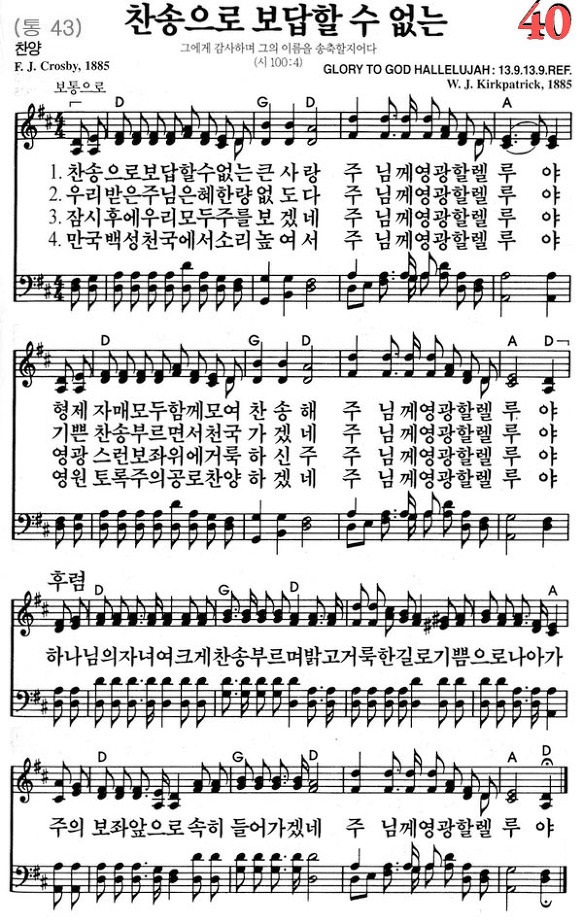 (통 43) 찬송으로 보답할 수 없는 40
찬양 그에게 감사하며 그의 이름을 송축할지어다
F. J. Crosby, 1885 (시 100:4) GLORY TO GOD HALLELUJAH : 13.9.13.9.REF.
보통으로 W. J. Kirkpatrick, 1885
D G D A
1. 찬송으로보답할수없는큰사랑 주님께영광할렐루야
2. 우리받은주님은혜한량없도다 주님께영광할렐루야
3. 잠시후에우리모두주를보겠네 주님께영광할렐루야
4. 만국백성천국에서소리높여서 주님께영광할렐루야
D G D A D
형제자매모두함께모여찬송해 주님께영광할렐루야
기쁜찬송부르면서천국가겠네 주님께영광할렐루야
영광스런보좌위에거룩하신주 주님께영광할렐루야
영원토록주의공로찬양하겠네 주님께영광할렐루야
후렴
D G D A
하나님의자녀여크게찬송부르며밝고거룩한길로기쁨으로나아가
D G D A D
주의보좌앞으로속히들어가겠네 주님께영광할렐루야